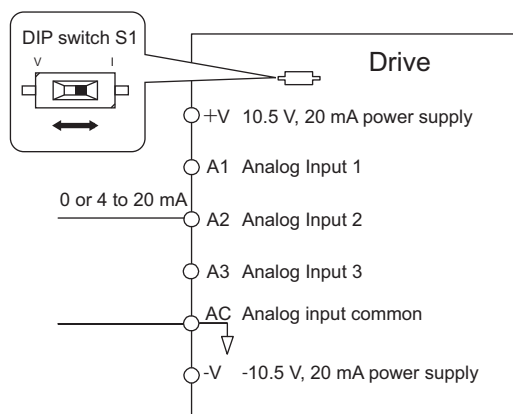 DIP switch S1
V I
Drive
+V 10.5 V, 20 mA power supply
A1 Analog Input 1
0 or 4 to 20 mA
A2 Analog Input 2
A3 Analog Input 3
AC Analog input common
-V -10.5 V, 20 mA power supply